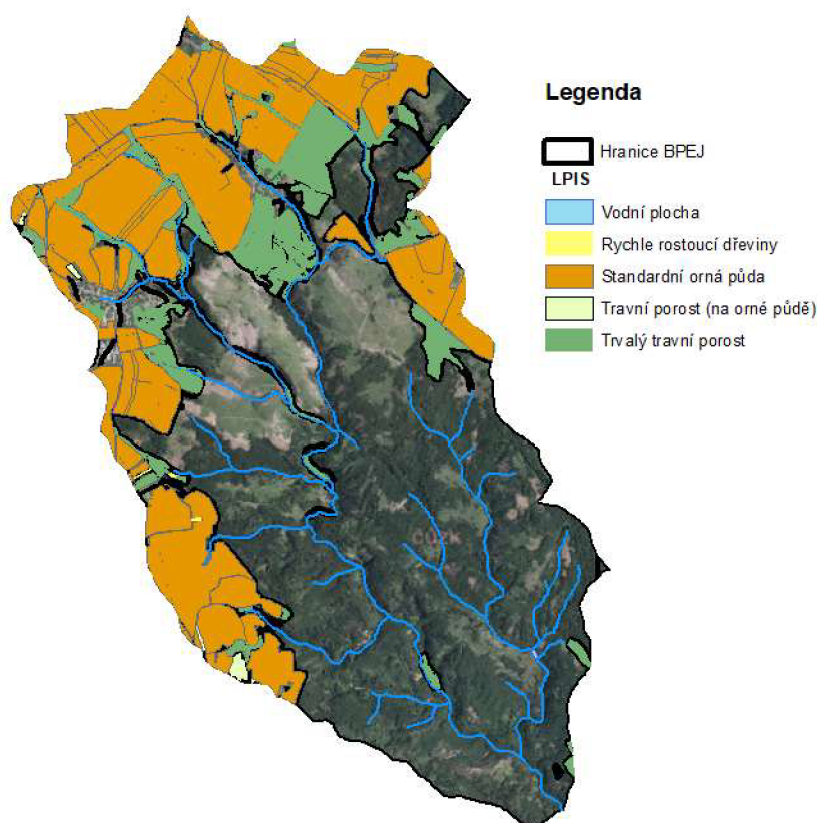 Legenda
Hranice BPEJ
LPIS
Vodní plocha
Rychle rostoucí dřeviny
Standardní orná půda
Travní porost (na orné půdě)
Trvalý travní porost
ČÚZK